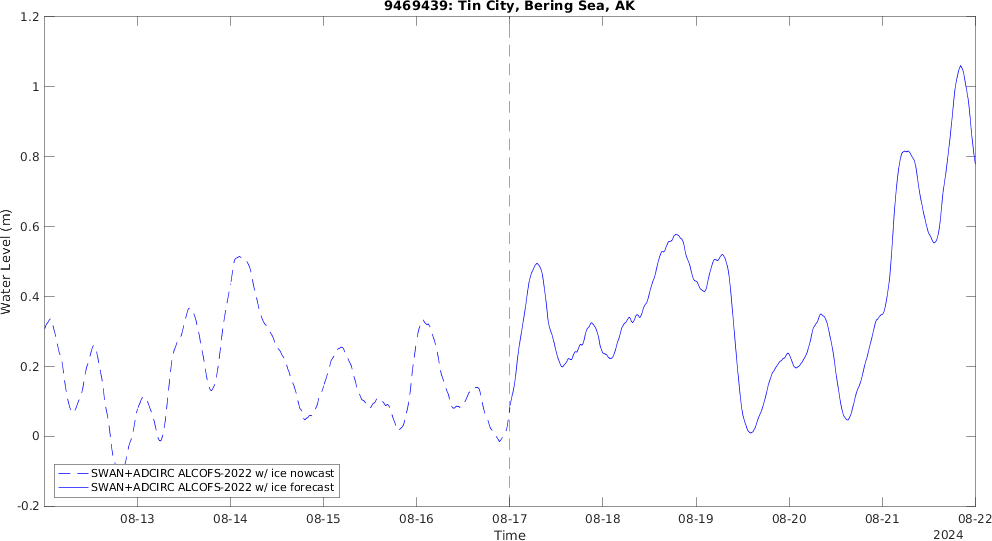 9469439: Tin City, Bering Sea, AK
1.2
1
0.8
0.6
0.4
0.2
0
-0.2
Water Level (m)
SWAN+ADCIRC ALCOFS-2022 w/ ice nowcast
SWAN+ADCIRC ALCOFS-2022 w/ ice forecast
08-13 08-14 08-15 08-16 08-17 08-18 08-19 08-20 08-21 08-22
Time
2024